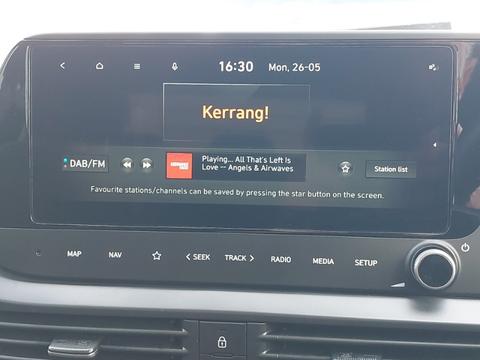 16:30 Mon, 26-05
Kerrang!
DAB/FM
Playing... All That's Left Is
Love -- Angels & Airwaves
Station list
Favourite stations/channels can be saved by pressing the star button on the screen.
MAP NAV < SEEK TRACK > RADIO MEDIA SETUP